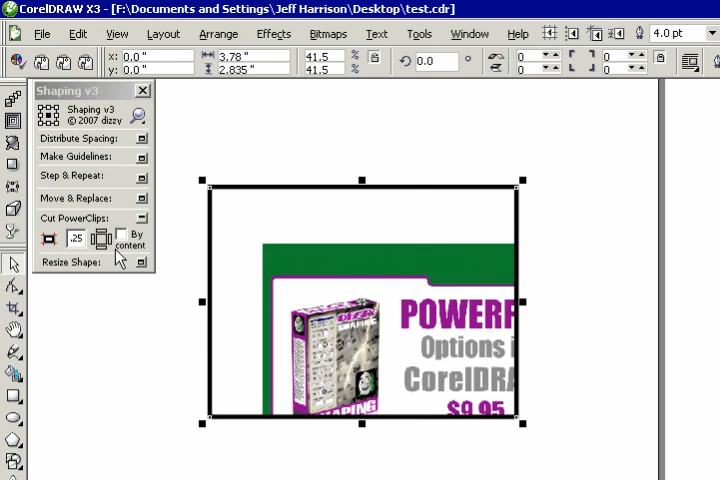 CorelDRAW X3 - [F:\Documents and Settings\Jeff Harrison\Desktop\test.cdr]
File Edit View Layout Arrange Effects Bitmaps Text Tools Window Help 4.0 pt
x: 0.0 " 3.78 " 41.5 % 0.0 ° 0 0
y: 0.0 " 2.835 " 41.5 % 0 0
Shaping v3
Shaping v3
© 2007 dizzy
Distribute Spacing:
Make Guidelines:
Step & Repeat:
Move & Replace:
Cut PowerClips:
.25 By content
Resize Shape:
POWERF
Options i
CorelDRA
$9.95
DIZZY
SHAPING
SHAPING